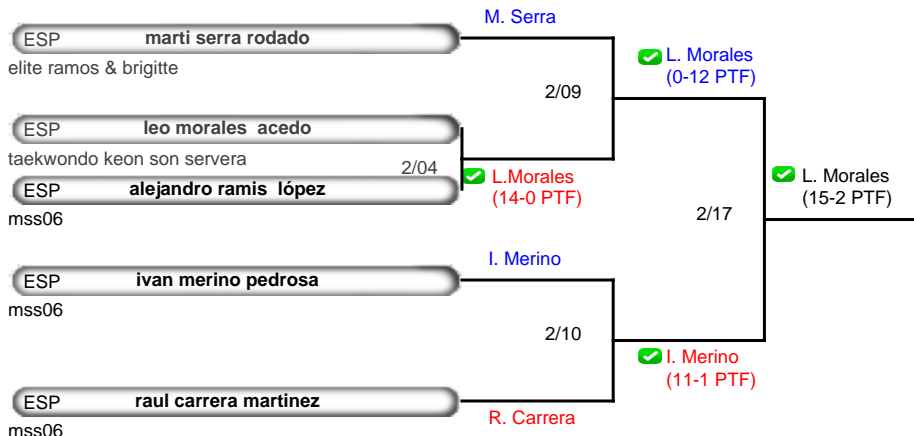 M. Serra
ESP marti serra rodado
elite ramos & brigitte
L. Morales
(0-12 PTF)
2/09
ESP leo morales acedo
taekwondo keon son servera
2/04
L.Morales
(14-0 PTF)
ESP alejandro ramis lópez
mss06
L. Morales
(15-2 PTF)
2/17
I. Merino
ESP ivan merino pedrosa
mss06
2/10
I. Merino
(11-1 PTF)
ESP raul carrera martinez
R. Carrera
mss06